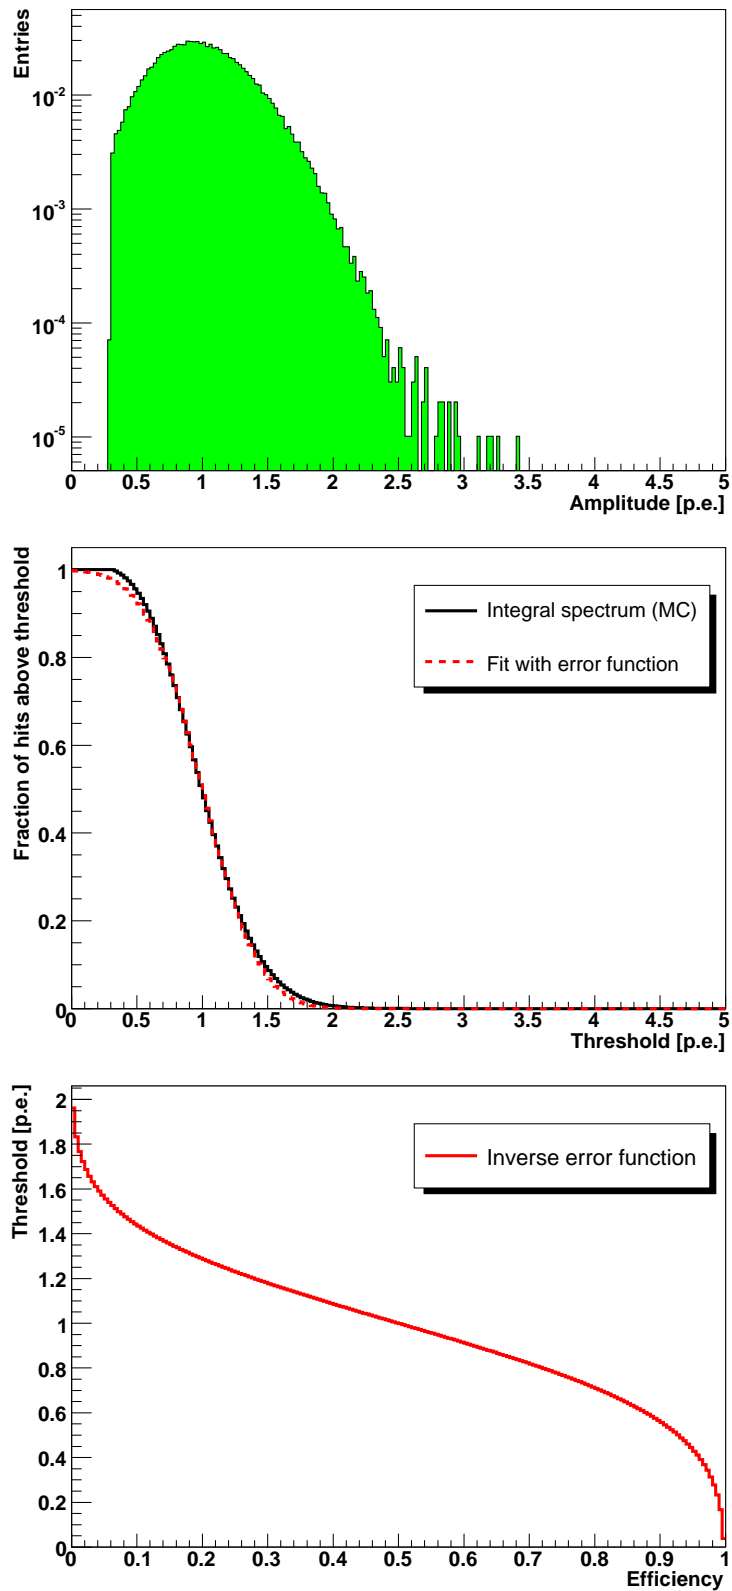 Entries
10-2
10-3
10-4
10-5
0 0.5 1 1.5 2 2.5 3 3.5 4 4.5 5
Amplitude [p.e.]
Fraction of hits above threshold
1
0.8
0.6
0.4
0.2
0
Integral spectrum (MC)
Fit with error function
0 0.5 1 1.5 2 2.5 3 3.5 4 4.5 5
Threshold [p.e.]
Threshold [p.e.]
2
1.8
1.6
1.4
1.2
1
0.8
0.6
0.4
0.2
0
Inverse error function
0 0.1 0.2 0.3 0.4 0.5 0.6 0.7 0.8 0.9 1
Efficiency